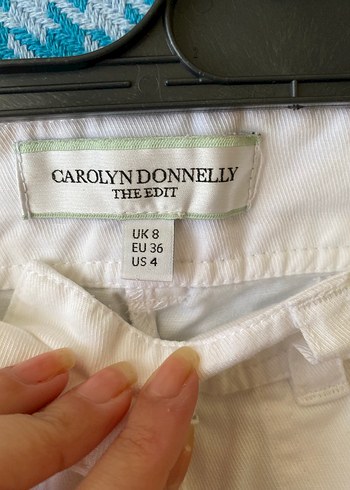 CAROLYN DONNELLY
THE EDIT
UK 8
EU 36
US 4